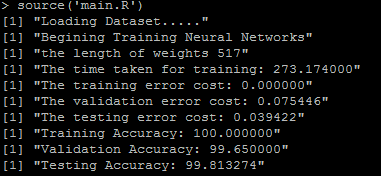 > source('main.R')
[1] "Loading Dataset....."
[1] "Begining Training Neural Networks"
[1] "the length of weights 517"
[1] "The time taken for training: 273.174000"
[1] "The training error cost: 0.000000"
[1] "The validation error cost: 0.075446"
[1] "The testing error cost: 0.039422"
[1] "Training Accuracy: 100.000000"
[1] "Validation Accuracy: 99.650000"
[1] "Testing Accuracy: 99.813274"